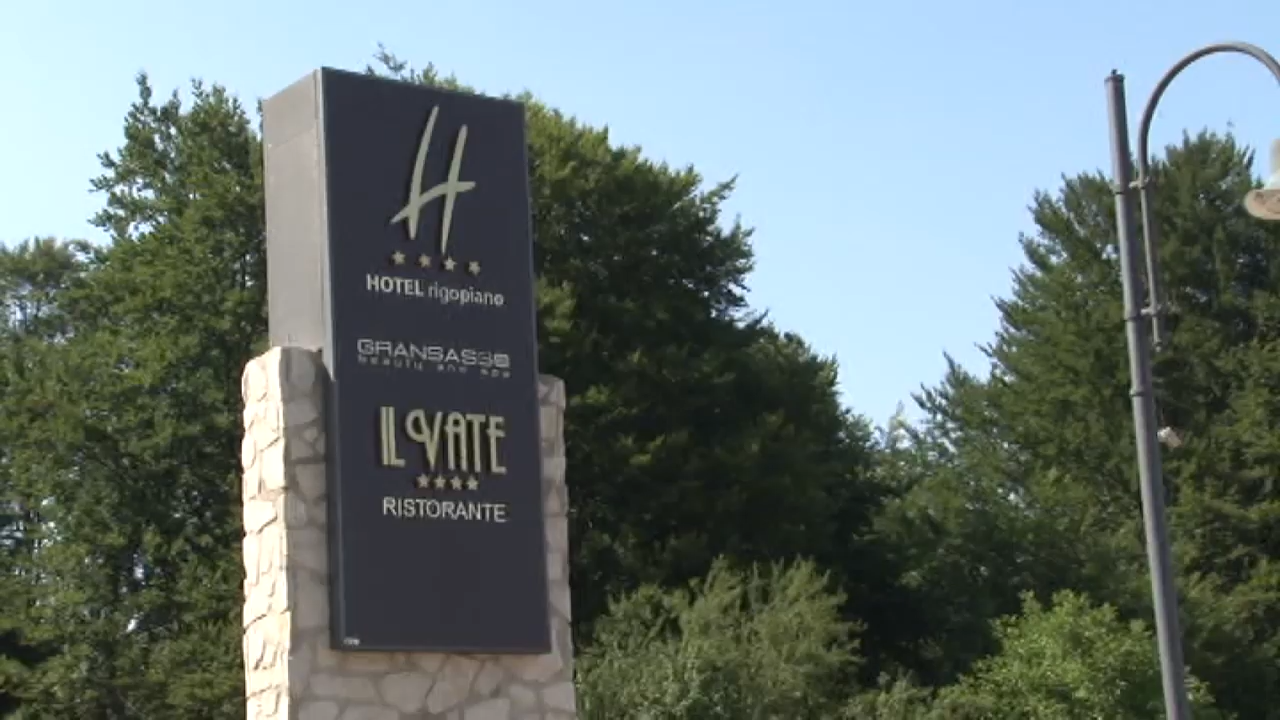 H
HOTEL rigopiano
GRANSASSO
beauty and spa
IL VATE
RISTORANTE